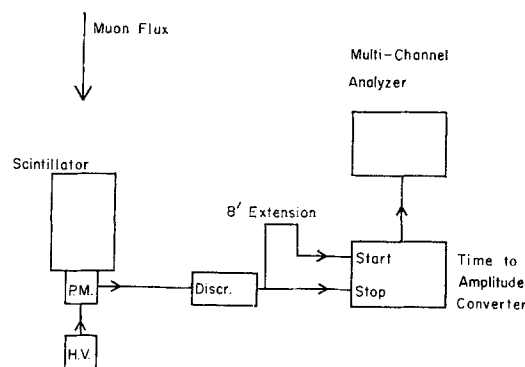 Muon Flux
Multi-Channel
Analyzer
Scintillator
8' Extension
Start
Stop
Time to
Amplitude
Converter
P.M.
Discr.
H.V.